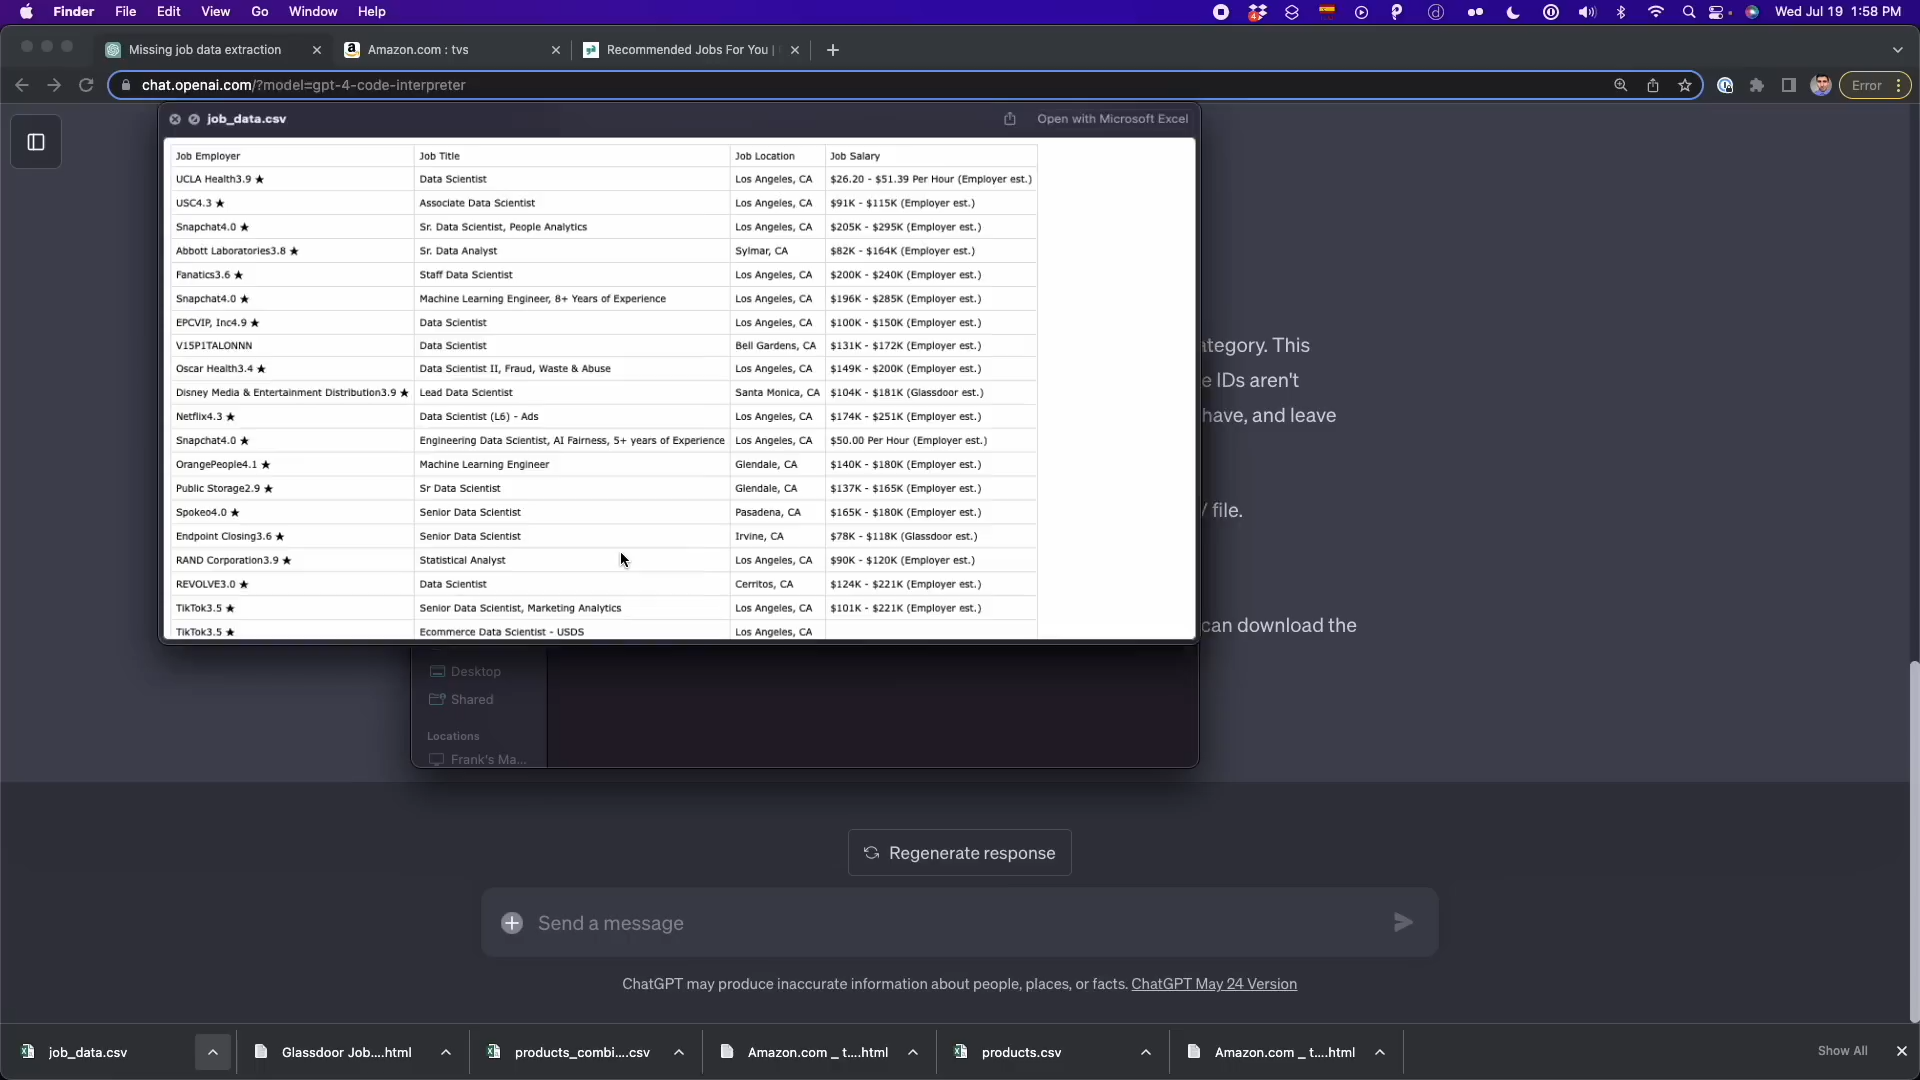 Finder File Edit View Go Window Help Wed Jul 19 1:58 PM
Missing job data extraction Amazon.com : tvs Recommended Jobs For You |
chat.openai.com/?model=gpt-4-code-interpreter Error
job_data.csv Open with Microsoft Excel
Job Employer Job Title Job Location Job Salary
UCLA Health3.9 ★ Data Scientist Los Angeles, CA $26.20 - $51.39 Per Hour (Employer est.)
USC4.3 ★ Associate Data Scientist Los Angeles, CA $91K - $115K (Employer est.)
Snapchat4.0 ★ Sr. Data Scientist, People Analytics Los Angeles, CA $205K - $295K (Employer est.)
Abbott Laboratories3.8 ★ Sr. Data Analyst Sylmar, CA $82K - $164K (Employer est.)
Fanatics3.6 ★ Staff Data Scientist Los Angeles, CA $200K - $240K (Employer est.)
Snapchat4.0 ★ Machine Learning Engineer, 8+ Years of Experience Los Angeles, CA $196K - $285K (Employer est.)
EPCVIP, Inc4.9 ★ Data Scientist Los Angeles, CA $100K - $150K (Employer est.)
V15P1TALONNN Data Scientist Bell Gardens, CA $131K - $172K (Employer est.)
Oscar Health3.4 ★ Data Scientist II, Fraud, Waste & Abuse Los Angeles, CA $149K - $200K (Employer est.)
Disney Media & Entertainment Distribution3.9 ★ Lead Data Scientist Santa Monica, CA $104K - $181K (Glassdoor est.)
Netflix4.3 ★ Data Scientist (L6) - Ads Los Angeles, CA $174K - $251K (Employer est.)
Snapchat4.0 ★ Engineering Data Scientist, AI Fairness, 5+ years of Experience Los Angeles, CA $50.00 Per Hour (Employer est.)
OrangePeople4.1 ★ Machine Learning Engineer Glendale, CA $140K - $180K (Employer est.)
Public Storage2.9 ★ Sr Data Scientist Glendale, CA $137K - $165K (Employer est.)
Spokeo4.0 ★ Senior Data Scientist Pasadena, CA $165K - $180K (Employer est.)
Endpoint Closing3.6 ★ Senior Data Scientist Irvine, CA $78K - $118K (Glassdoor est.)
RAND Corporation3.9 ★ Statistical Analyst Los Angeles, CA $90K - $120K (Employer est.)
REVOLVE3.0 ★ Data Scientist Cerritos, CA $124K - $221K (Employer est.)
TikTok3.5 ★ Senior Data Scientist, Marketing Analytics Los Angeles, CA $101K - $221K (Employer est.)
TikTok3.5 ★ Ecommerce Data Scientist - USDS Los Angeles, CA
ategory. This
e IDs aren't
have, and leave
/ file.
can download the
Desktop
Shared
Locations
Frank's Ma...
Regenerate response
Send a message
ChatGPT may produce inaccurate information about people, places, or facts. ChatGPT May 24 Version
job_data.csv Glassdoor Job....html products_combi....csv Amazon.com _ t....html products.csv Amazon.com _ t....html Show All